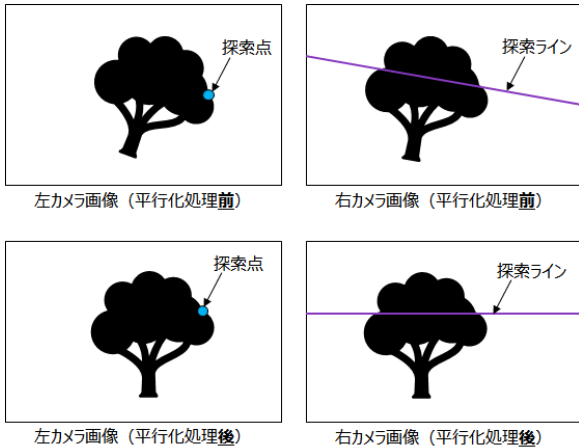 探索点
探索ライン
左カメラ画像（平行化処理前）
右カメラ画像（平行化処理前）
探索点
探索ライン
左カメラ画像（平行化処理後）
右カメラ画像（平行化処理後）